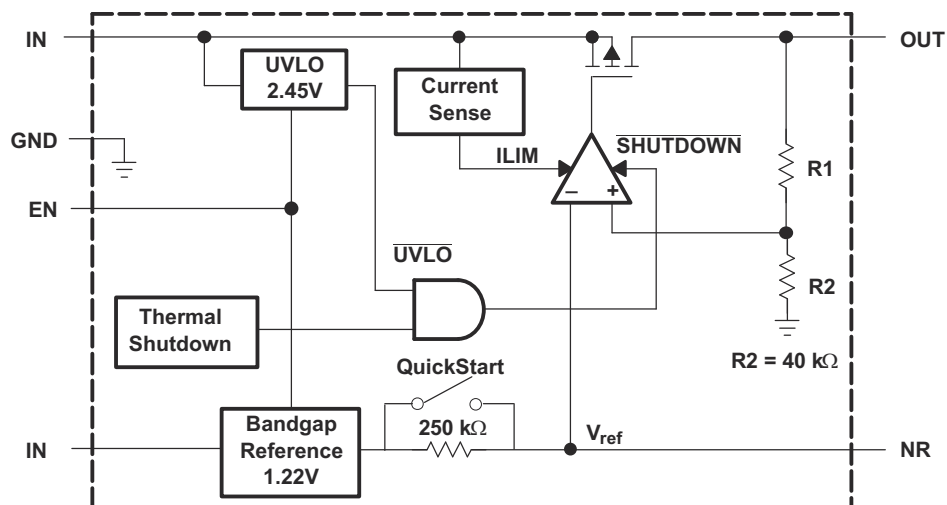 IN
OUT
UVLO
2.45V
Current
Sense
GND
SHUTDOWN
ILIM
R1
− +
EN
UVLO
R2
Thermal
Shutdown
R2 = 40 kΩ
QuickStart
Bandgap
Reference
1.22V
250 kΩ
Vref
IN
NR